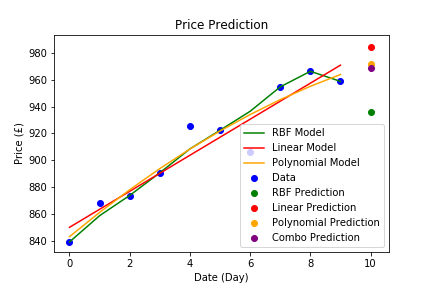 Price Prediction
Price (£)
980
960
940
920
900
880
860
840
0
2
4
6
8
10
Date (Day)
RBF Model
Linear Model
Polynomial Model
Data
RBF Prediction
Linear Prediction
Polynomial Prediction
Combo Prediction